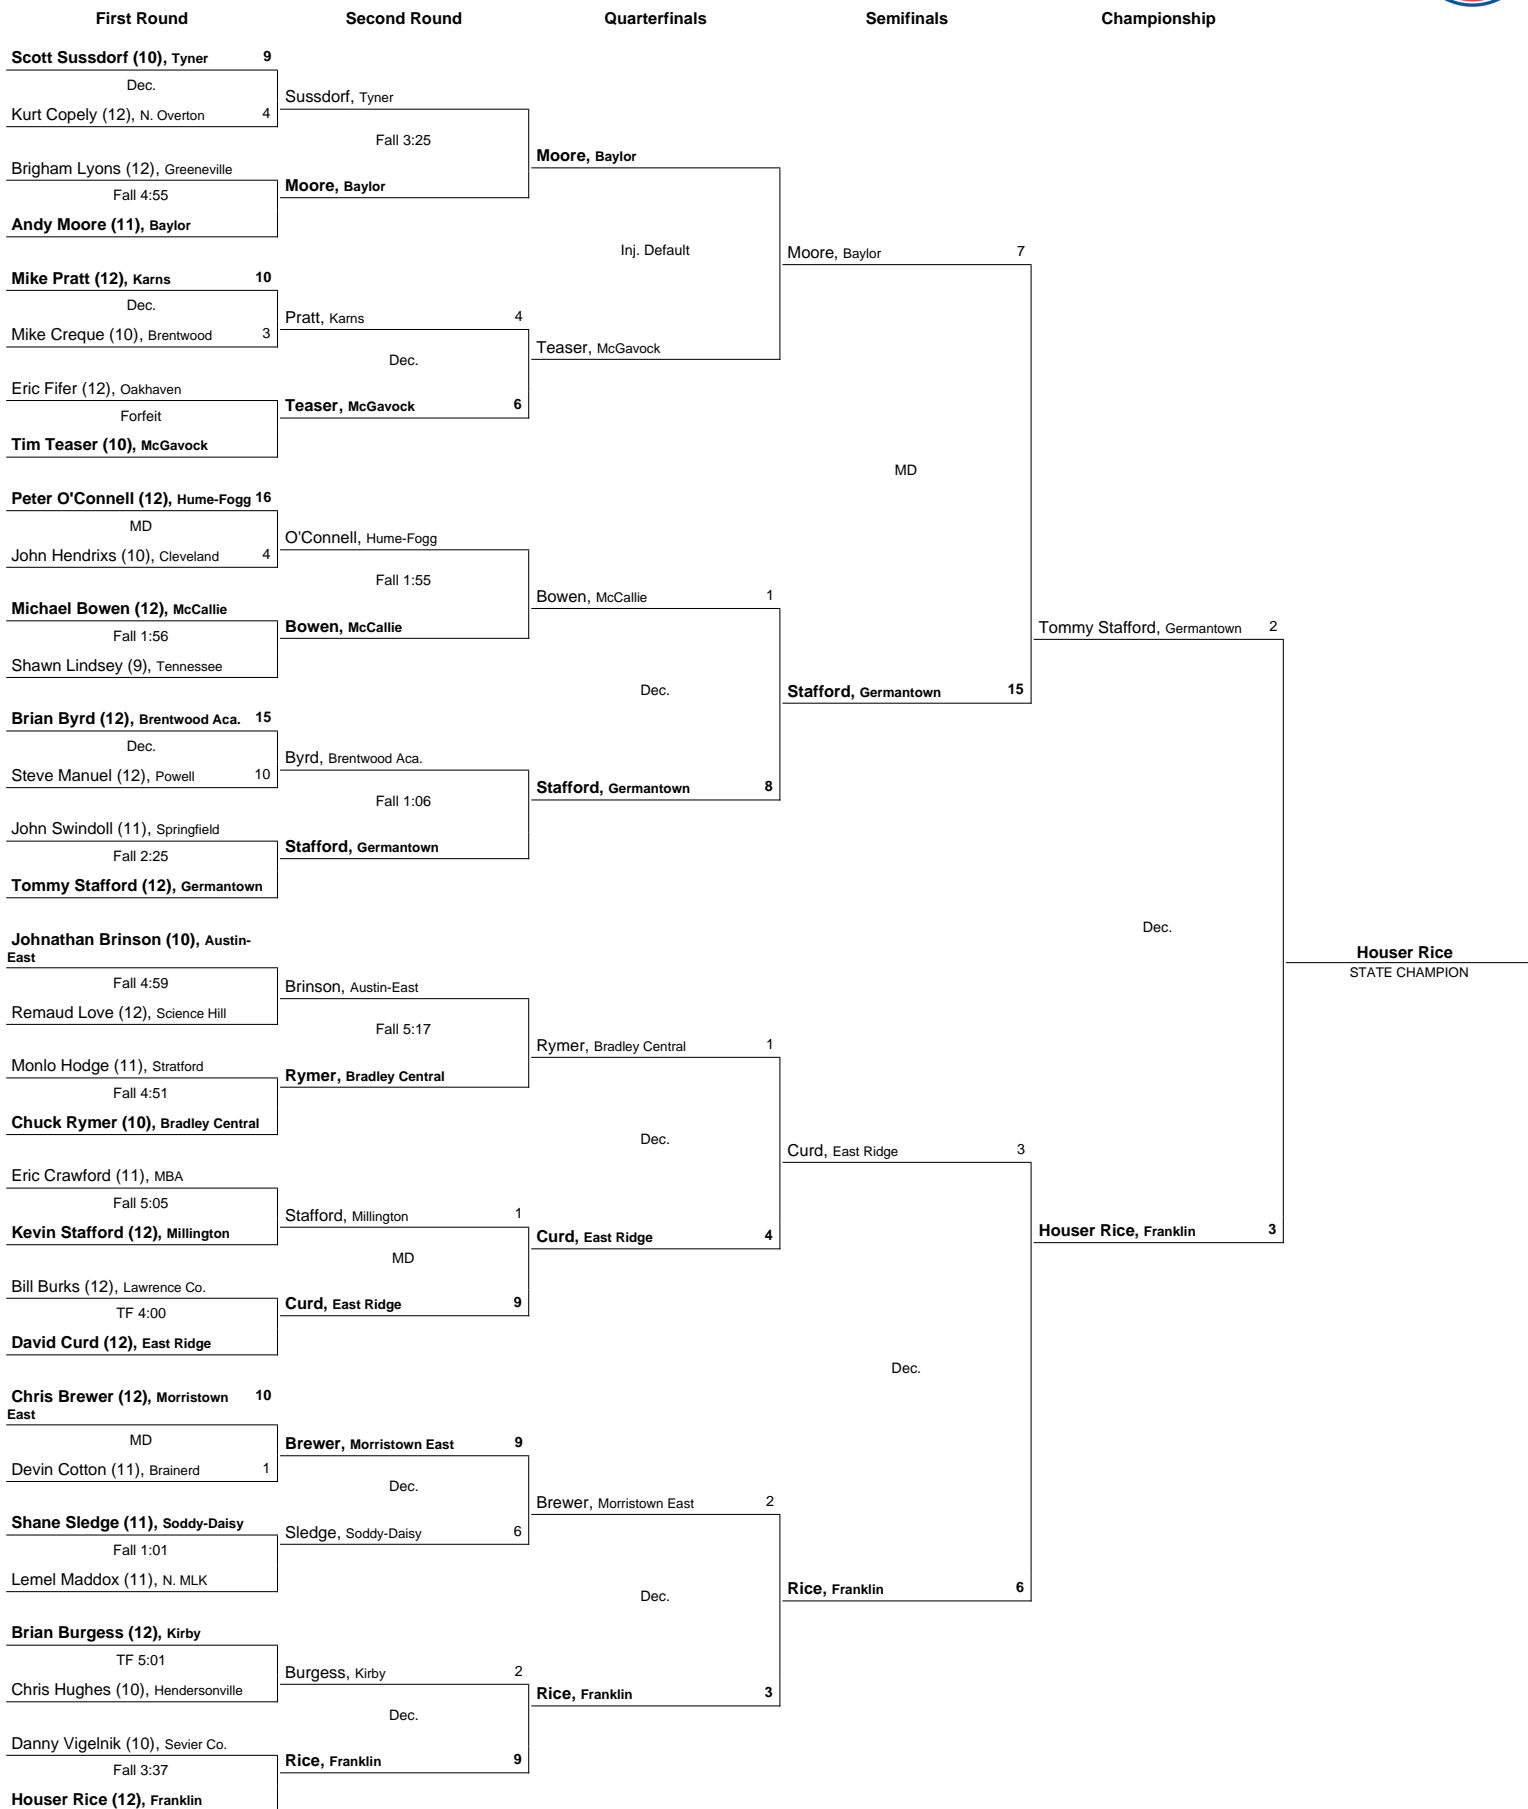 First Round
Second Round
Quarterfinals
Semifinals
Championship
Scott Sussdorf (10), Tyner 9
Dec.
Kurt Copely (12), N. Overton 4
Brigham Lyons (12), Greeneville
Fall 4:55
Andy Moore (11), Baylor
Mike Pratt (12), Karns 10
Dec.
Mike Creque (10), Brentwood 3
Eric Fifer (12), Oakhaven
Forfeit
Tim Teaser (10), McGavock
Peter O'Connell (12), Hume-Fogg 16
MD
John Hendrixs (10), Cleveland 4
Michael Bowen (12), McCallie
Fall 1:56
Shawn Lindsey (9), Tennessee
Brian Byrd (12), Brentwood Aca. 15
Dec.
Steve Manuel (12), Powell 10
John Swindoll (11), Springfield
Fall 2:25
Tommy Stafford (12), Germantown
Johnathan Brinson (10), Austin-
East
Fall 4:59
Remaud Love (12), Science Hill
Monlo Hodge (11), Stratford
Fall 4:51
Chuck Rymer (10), Bradley Central
Eric Crawford (11), MBA
Fall 5:05
Kevin Stafford (12), Millington
Bill Burks (12), Lawrence Co.
TF 4:00
David Curd (12), East Ridge
Chris Brewer (12), Morristown 10
East
MD
Devin Cotton (11), Brainerd 1
Shane Sledge (11), Soddy-Daisy
Fall 1:01
Lemel Maddox (11), N. MLK
Brian Burgess (12), Kirby
TF 5:01
Chris Hughes (10), Hendersonville
Danny Vigelnik (10), Sevier Co.
Fall 3:37
Houser Rice (12), Franklin
Sussdorf, Tyner
Fall 3:25
Moore, Baylor
Pratt, Karns 4
Dec.
Teaser, McGavock 6
O'Connell, Hume-Fogg
Fall 1:55
Bowen, McCallie
Byrd, Brentwood Aca.
Fall 1:06
Stafford, Germantown
Brinson, Austin-East
Fall 5:17
Rymer, Bradley Central
Stafford, Millington 1
MD
Curd, East Ridge 9
Brewer, Morristown East 9
Dec.
Sledge, Soddy-Daisy 6
Burgess, Kirby 2
Dec.
Rice, Franklin 9
Moore, Baylor
Inj. Default
Teaser, McGavock
Bowen, McCallie 1
Dec.
Stafford, Germantown 8
Rymer, Bradley Central 1
Dec.
Curd, East Ridge 4
Brewer, Morristown East 2
Dec.
Rice, Franklin 3
Moore, Baylor 7
MD
Stafford, Germantown 15
Curd, East Ridge 3
Dec.
Rice, Franklin 6
Tommy Stafford, Germantown 2
Dec.
Houser Rice, Franklin 3
Houser Rice
STATE CHAMPION